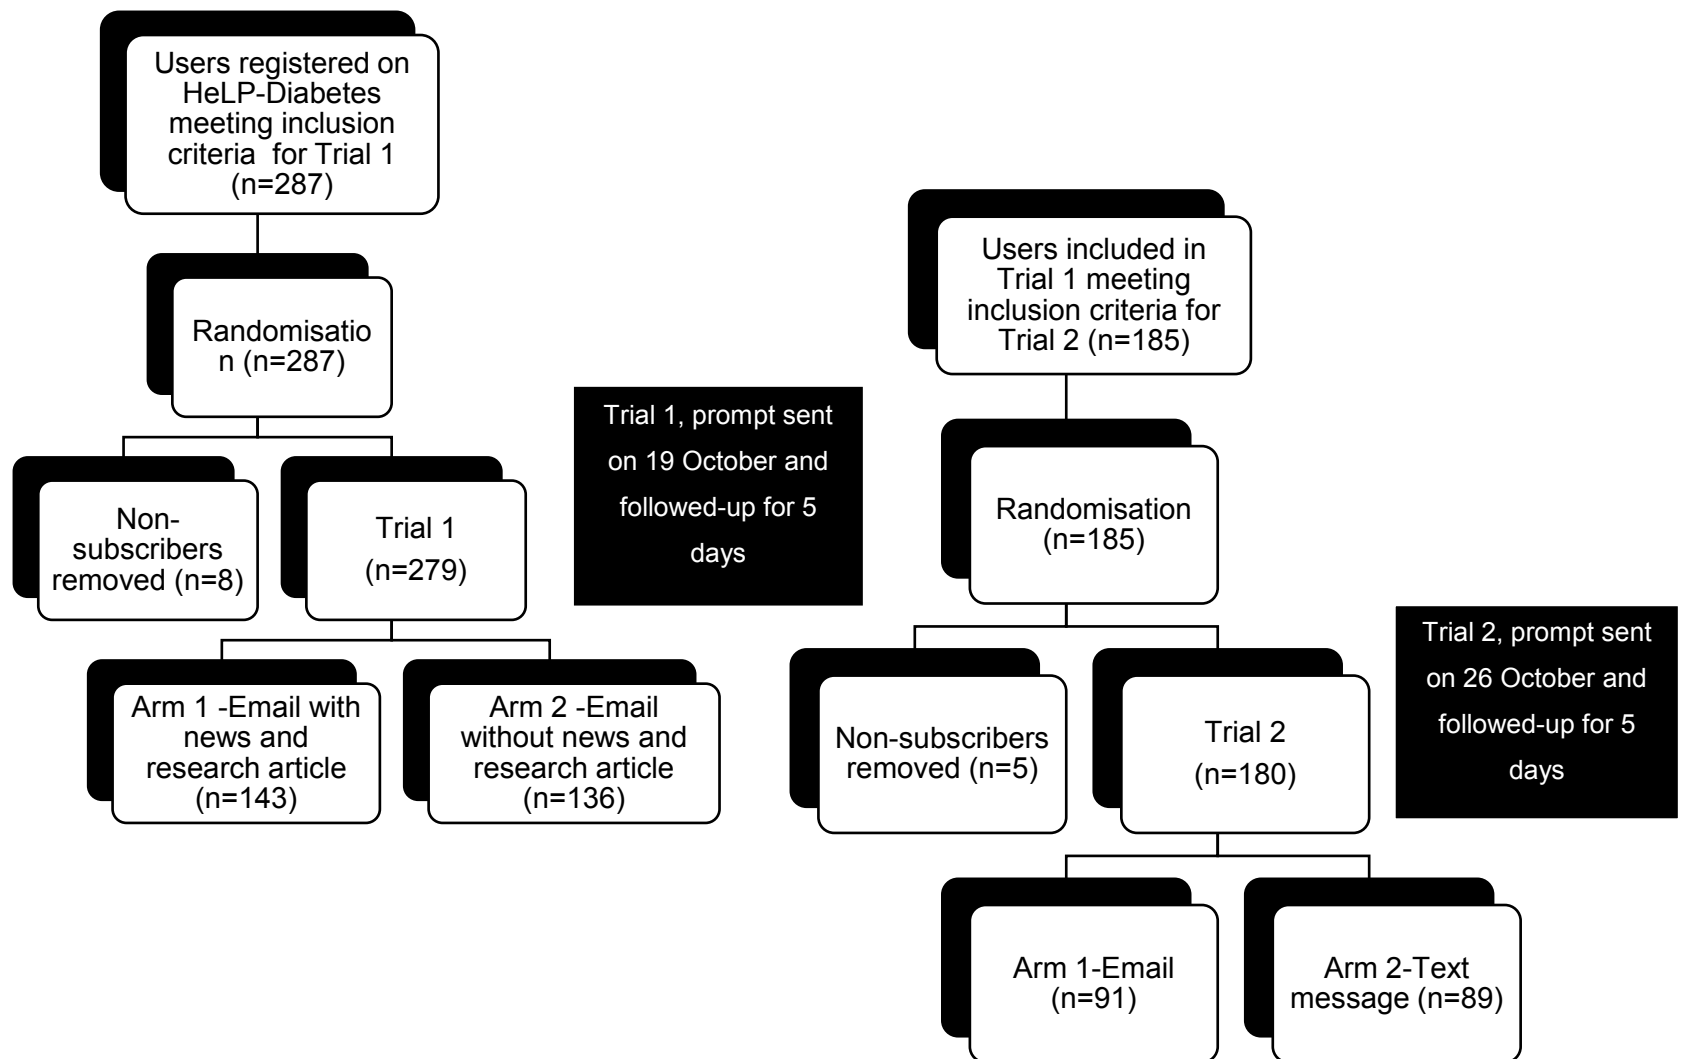 Users registered on
HeLP-Diabetes
meeting inclusion
criteria for Trial 1
(n=287)
Randomisatio
n (n=287)
Non-
subscribers
removed (n=8)
Trial 1
(n=279)
Arm 1 -Email with
news and
research article
(n=143)
Arm 2 -Email
without news and
research article
(n=136)
Trial 1, prompt sent
on 19 October and
followed-up for 5
days
Users included in
Trial 1 meeting
inclusion criteria for
Trial 2 (n=185)
Randomisation
(n=185)
Non-subscribers
removed (n=5)
Trial 2
(n=180)
Arm 1-Email
(n=91)
Arm 2-Text
message (n=89)
Trial 2, prompt sent
on 26 October and
followed-up for 5
days